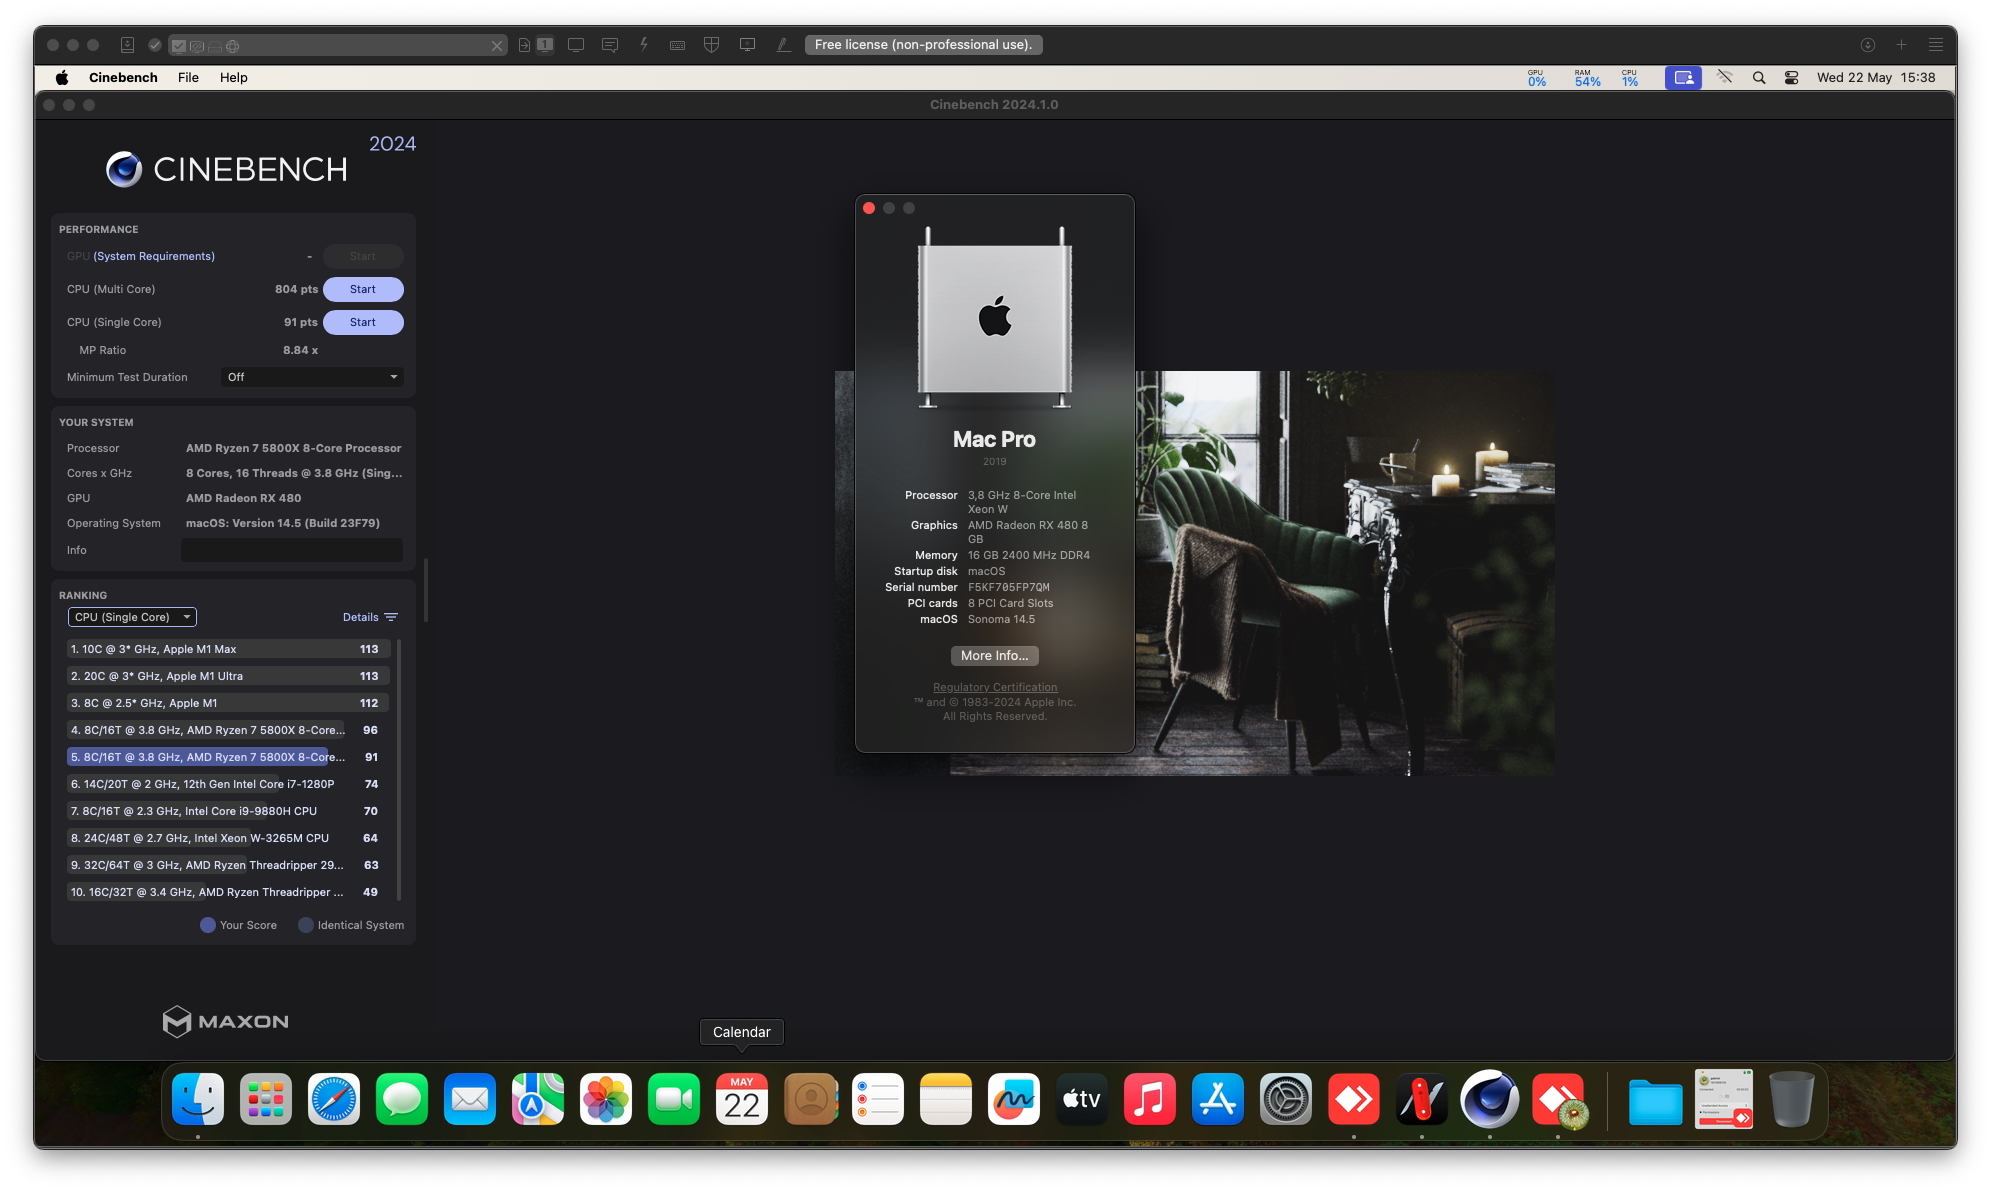 1
Free license (non-professional use).
Cinebench File Help
GPU 0% RAM 54% CPU 1% Wed 22 May 15:38
Cinebench 2024.1.0
2024
CINEBENCH
PERFORMANCE
GPU (System Requirements) - Start
CPU (Multi Core) 804 pts Start
CPU (Single Core) 91 pts Start
MP Ratio 8.84 x
Minimum Test Duration Off
YOUR SYSTEM
Processor AMD Ryzen 7 5800X 8-Core Processor
Cores x GHz 8 Cores, 16 Threads @ 3.8 GHz (Sing...
GPU AMD Radeon RX 480
Operating System macOS: Version 14.5 (Build 23F79)
Info
RANKING
CPU (Single Core) Details
1. 10C @ 3* GHz, Apple M1 Max 113
2. 20C @ 3* GHz, Apple M1 Ultra 113
3. 8C @ 2.5* GHz, Apple M1 112
4. 8C/16T @ 3.8 GHz, AMD Ryzen 7 5800X 8-Core... 96
5. 8C/16T @ 3.8 GHz, AMD Ryzen 7 5800X 8-Core... 91
6. 14C/20T @ 2 GHz, 12th Gen Intel Core i7-1280P 74
7. 8C/16T @ 2.3 GHz, Intel Core i9-9880H CPU 70
8. 24C/48T @ 2.7 GHz, Intel Xeon W-3265M CPU 64
9. 32C/64T @ 3 GHz, AMD Ryzen Threadripper 29... 63
10. 16C/32T @ 3.4 GHz, AMD Ryzen Threadripper ... 49
Your Score Identical System
MAXON
Mac Pro
2019
Processor 3,8 GHz 8-Core Intel
Xeon W
Graphics AMD Radeon RX 480 8
GB
Memory 16 GB 2400 MHz DDR4
Startup disk macOS
Serial number F5KF705FP7QM
PCI cards 8 PCI Card Slots
macOS Sonoma 14.5
More Info...
Regulatory Certification
™ and © 1983-2024 Apple Inc.
All Rights Reserved.
Calendar
MAY
22
tv